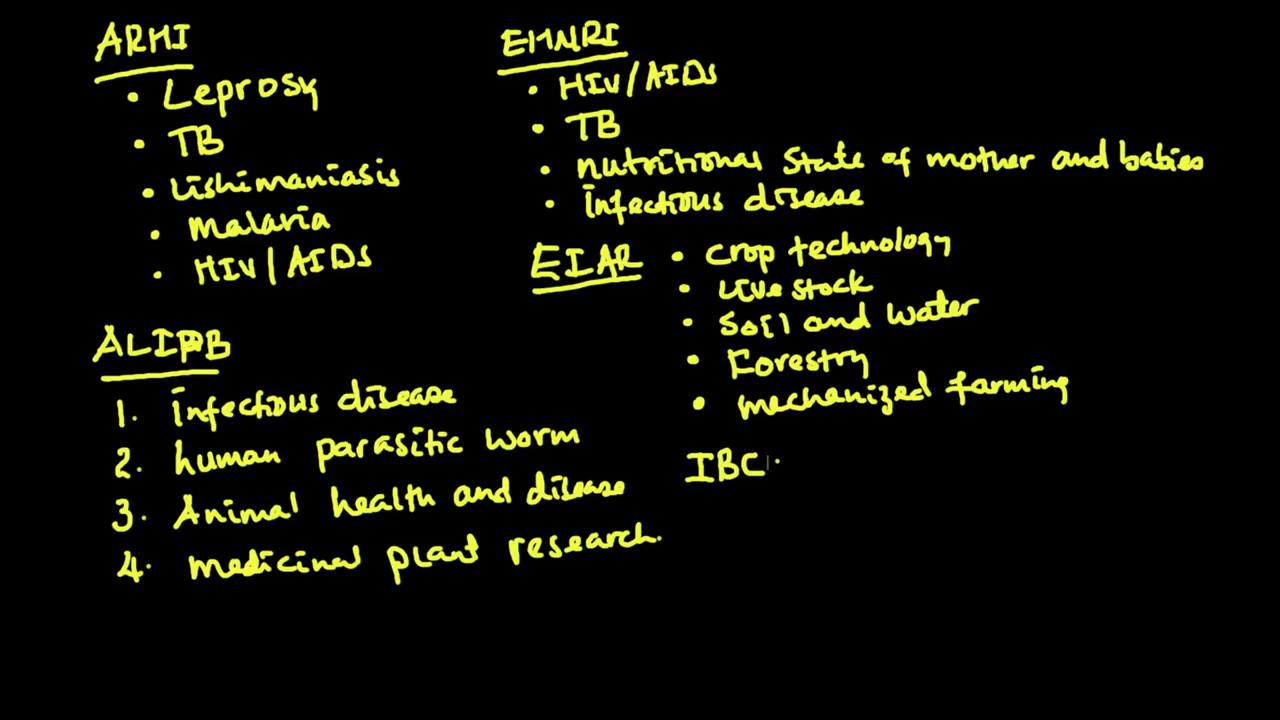 ARMI
• Leprosy
• TB
• Lishimaniasis
• Malaria
• HIV/AIDS
ALIPB
1. infectious disease
2. human parasitic worm
3. Animal health and disease
4. medicinal plant research.
EHNRI
• HIV/AIDS
• TB
• nutritional state of mother and babies
• infectious disease
EIAR • crop technology
• Live stock
• Soil and water
• Forestry
• mechanized farming
IBC